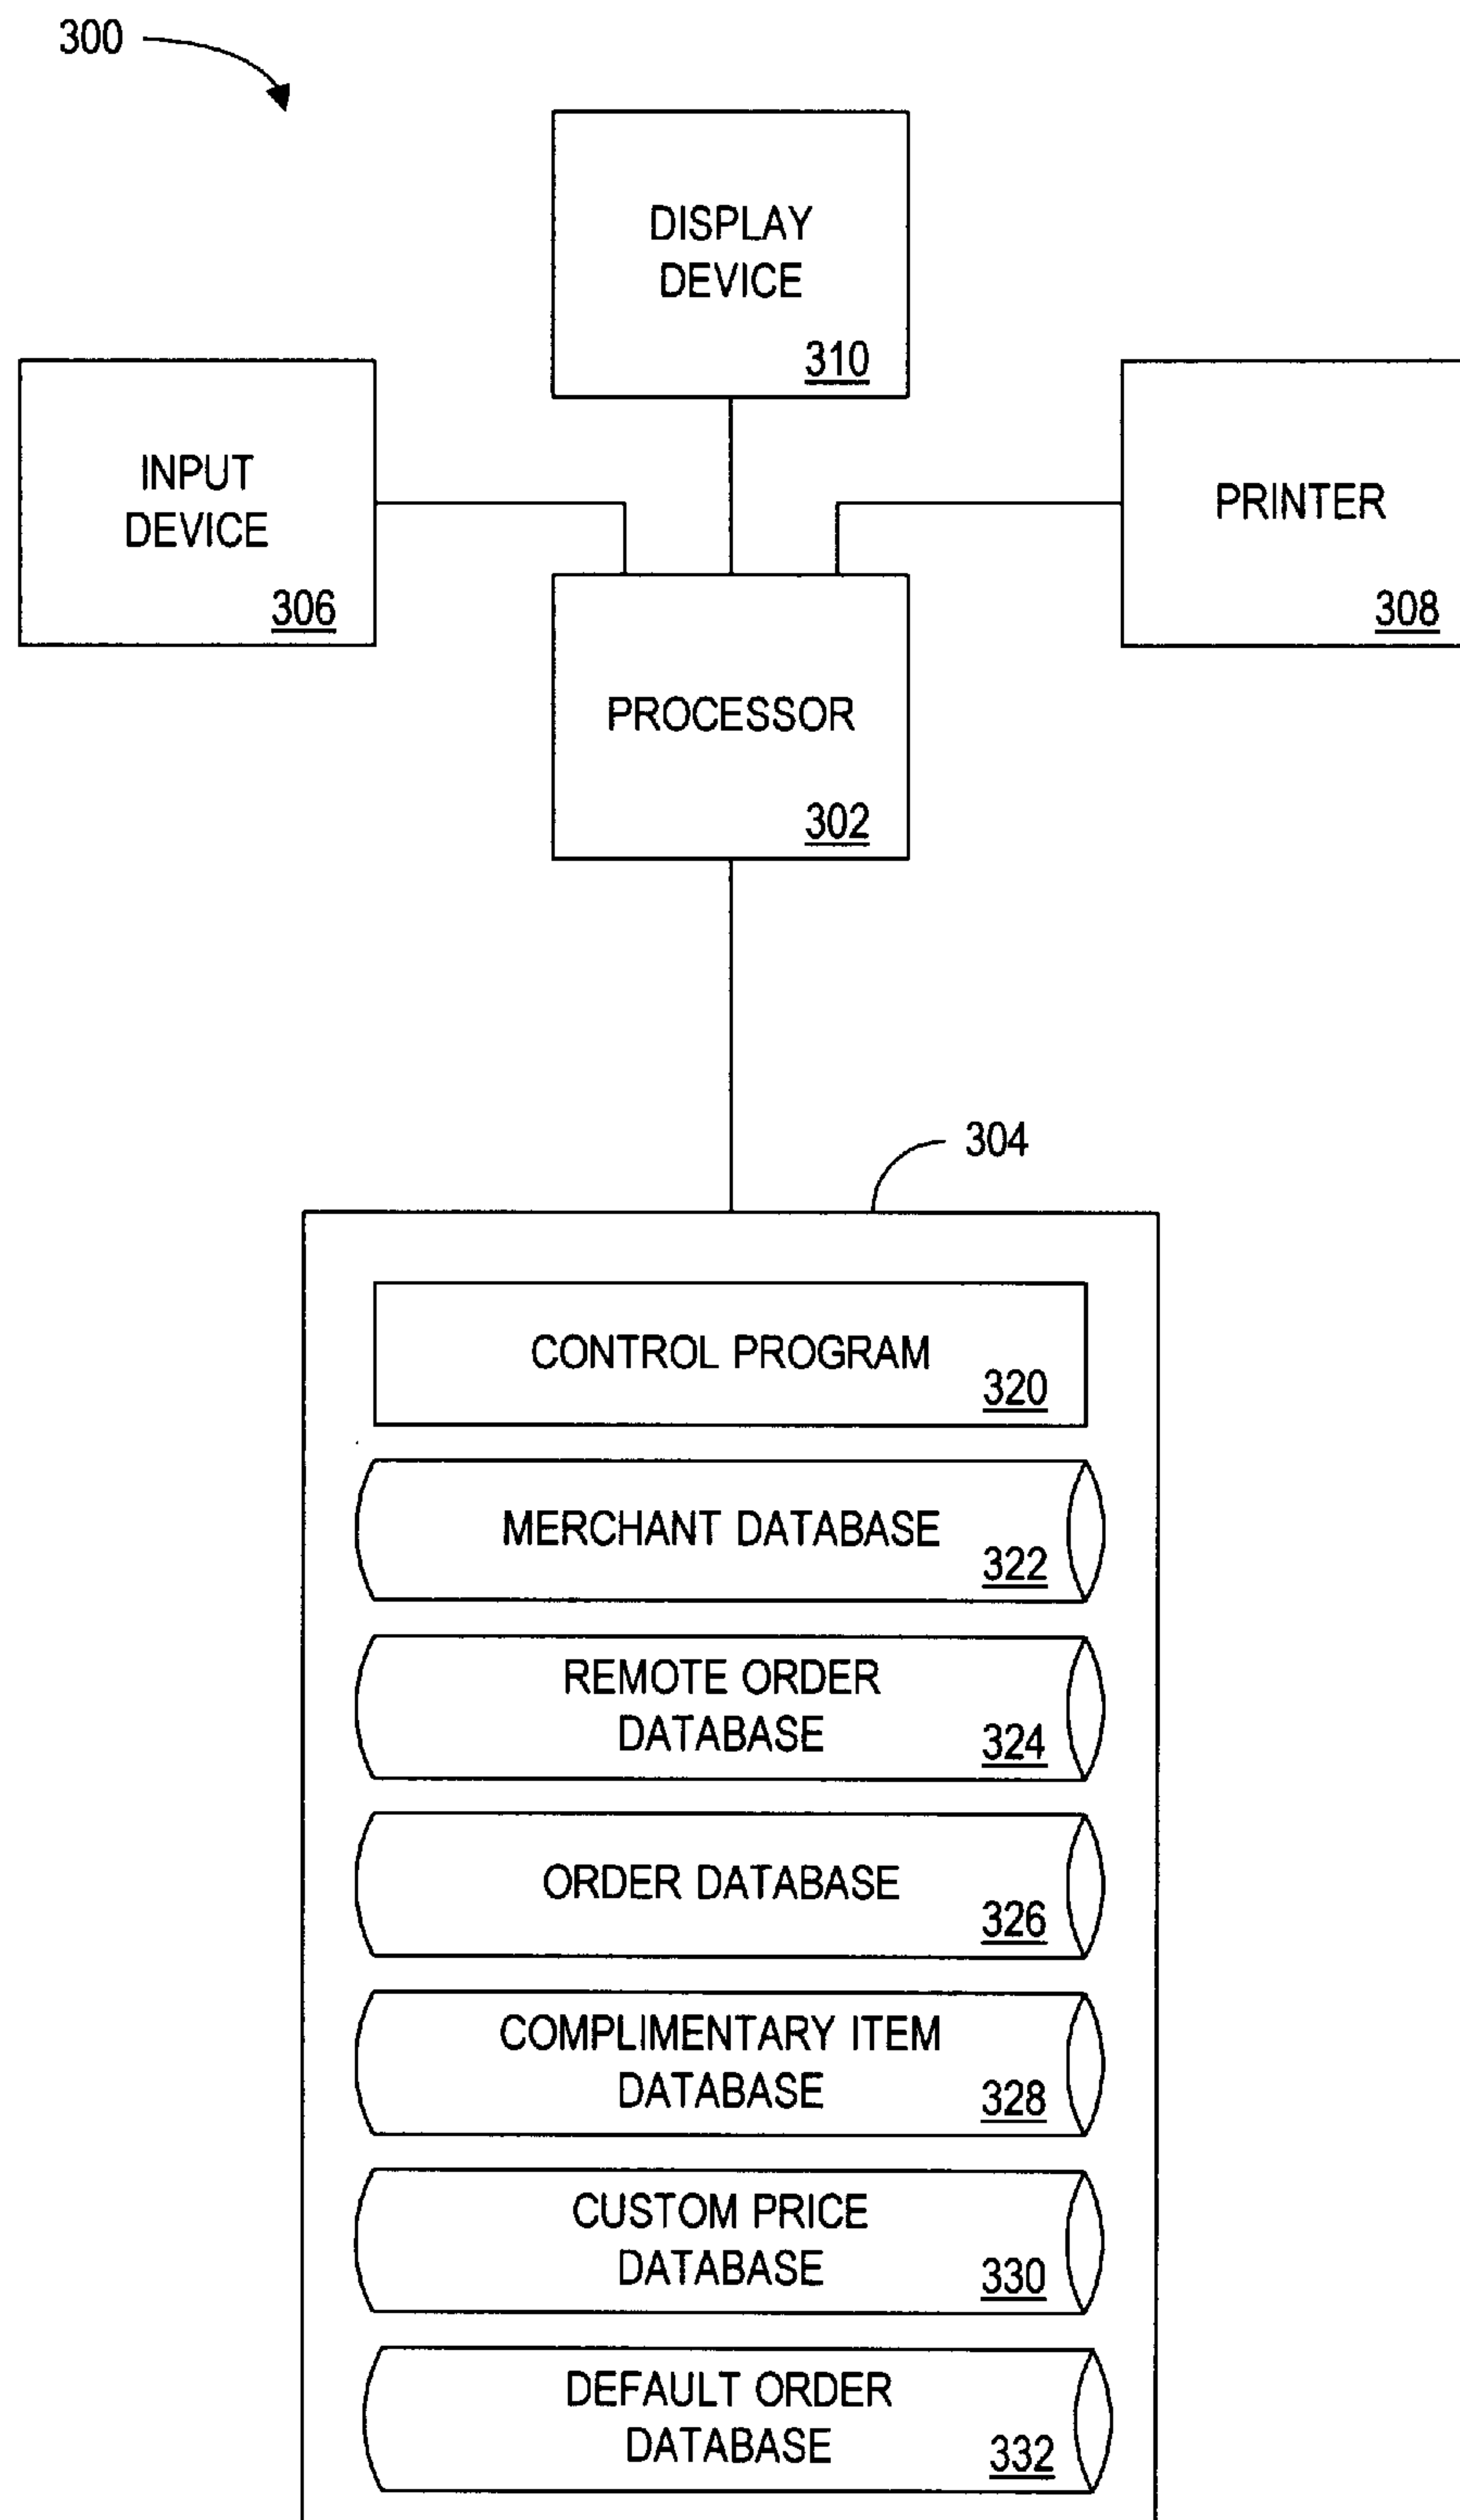 300
DISPLAY
DEVICE
310
INPUT
DEVICE
306
PRINTER
308
PROCESSOR
302
304
CONTROL PROGRAM
320
MERCHANT DATABASE
322
REMOTE ORDER
DATABASE
324
ORDER DATABASE
326
COMPLIMENTARY ITEM
DATABASE
328
CUSTOM PRICE
DATABASE
330
DEFAULT ORDER
DATABASE
332